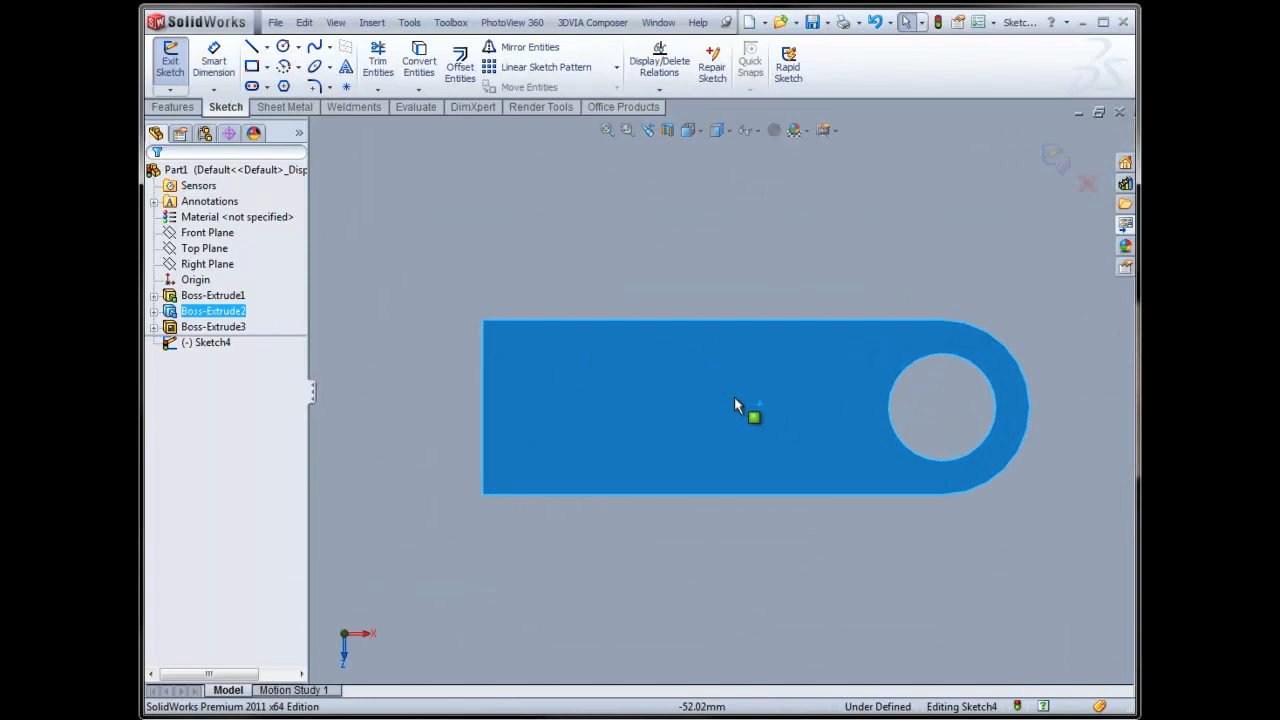 SolidWorks File Edit View Insert Tools Toolbox PhotoView 360 3DVIA Composer Window Help Sketc... ?
Exit Sketch
Smart Dimension
Trim Entities
Convert Entities
Offset Entities
Mirror Entities
Linear Sketch Pattern
Move Entities
Display/Delete Relations
Repair Sketch
Quick Snaps
Rapid Sketch
Features Sketch Sheet Metal Weldments Evaluate DimXpert Render Tools Office Products
»
Part1 (Default<<Default>_Disp
Sensors
A Annotations
Material <not specified>
Front Plane
Top Plane
Right Plane
Origin
Boss-Extrude1
Boss-Extrude2
Boss-Extrude3
(-) Sketch4
X
Z
Model Motion Study 1
SolidWorks Premium 2011 x64 Edition -52.02mm Under Defined Editing Sketch4 ?